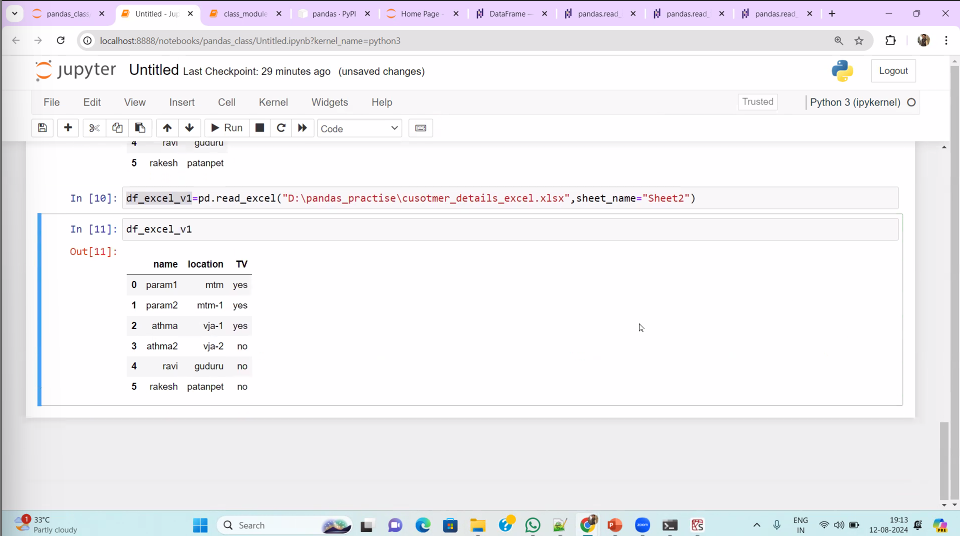 pandas_class
Untitled - Jup
class_module
pandas · PyPI
Home Page -
DataFrame —
pandas.read_
pandas.read_
pandas.read_
localhost:8888/notebooks/pandas_class/Untitled.ipynb?kernel_name=python3
jupyter Untitled Last Checkpoint: 29 minutes ago (unsaved changes)
Logout
File Edit View Insert Cell Kernel Widgets Help
Trusted
Python 3 (ipykernel)
Run
Code
4 ravi guduru
5 rakesh patanpet
In [10]: df_excel_v1=pd.read_excel("D:\pandas_practise\cusotmer_details_excel.xlsx",sheet_name="Sheet2")
In [11]: df_excel_v1
Out[11]:
name location TV
0 param1 mtm yes
1 param2 mtm-1 yes
2 athma vja-1 yes
3 athma2 vja-2 no
4 ravi guduru no
5 rakesh patanpet no
1
33°C
Partly cloudy
Search
ENG
IN
19:13
12-08-2024